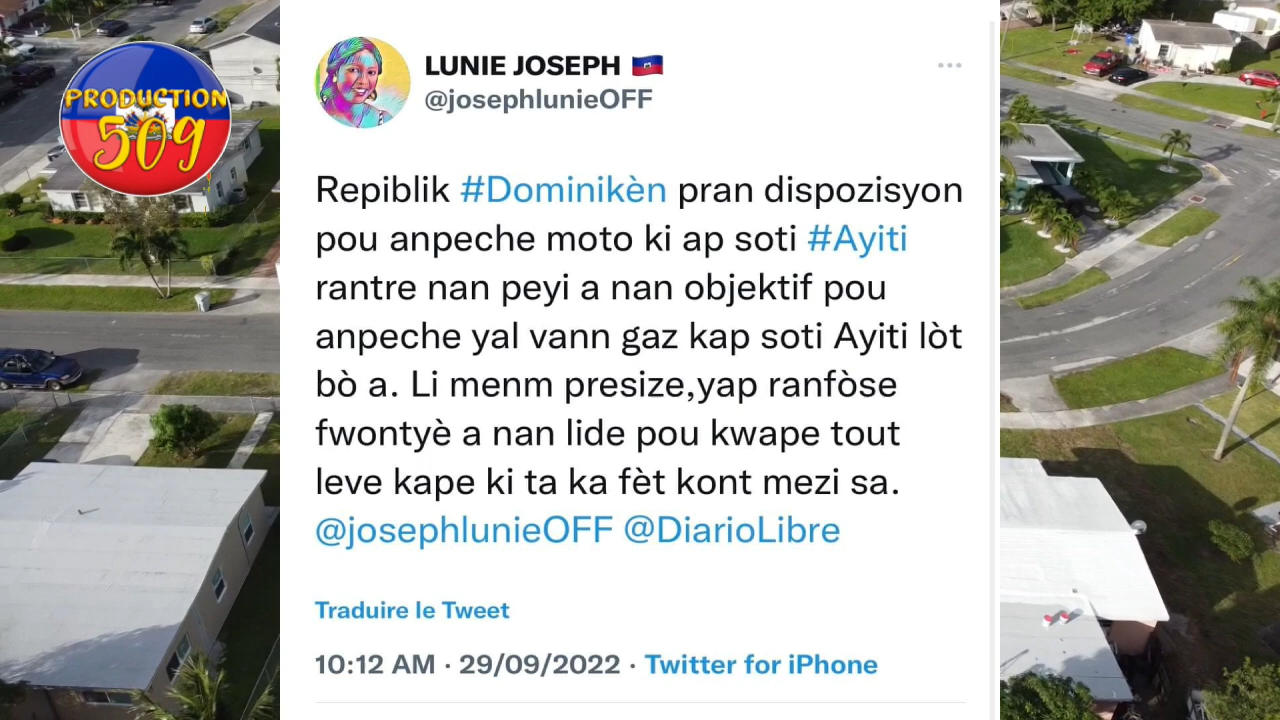 PRODUCTION
509
LUNIE JOSEPH 🇭🇹
@josephlunieOFF
Repiblik #Dominikèn pran dispozisyon
pou anpeche moto ki ap soti #Ayiti
rantre nan peyi a nan objektif pou
anpeche yal vann gaz kap soti Ayiti lòt
bò a. Li menm presize,yap ranfòse
fwontyè a nan lide pou kwape tout
leve kape ki ta ka fèt kont mezi sa.
@josephlunieOFF @DiarioLibre
Traduire le Tweet
10:12 AM · 29/09/2022 · Twitter for iPhone